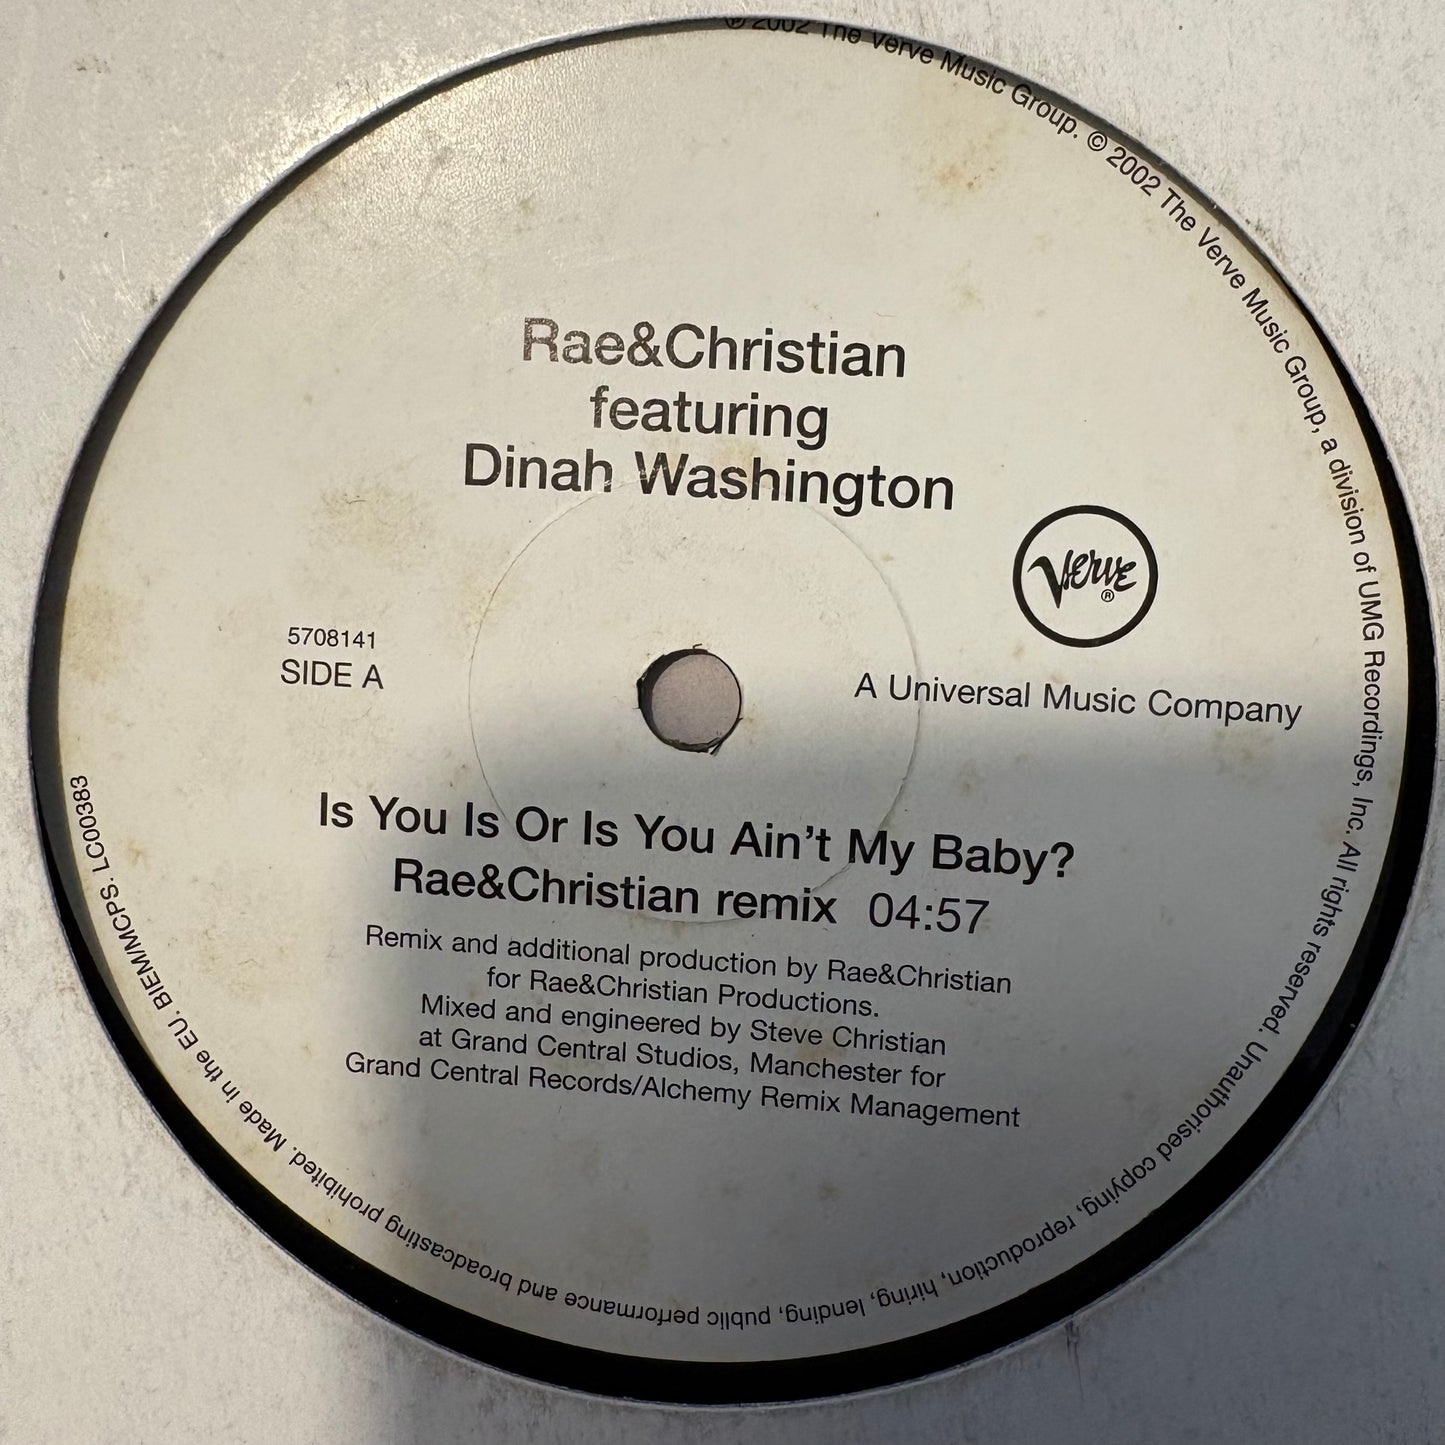 Rae&Christian
featuring
Dinah Washington
Verve
®
5708141
SIDE A
A Universal Music Company
Is You Is Or Is You Ain't My Baby?
Rae&Christian remix 04:57
Remix and additional production by Rae&Christian
for Rae&Christian Productions.
Mixed and engineered by Steve Christian
at Grand Central Studios, Manchester for
Grand Central Records/Alchemy Remix Management
℗ 2002 The Verve Music Group. © 2002 The Verve Music Group, a division of UMG Recordings, Inc. All rights reserved. Unauthorised copying, reproduction, hiring, lending, public performance and broadcasting prohibited. Made in the EU. BIEM/MCPS. LC00383